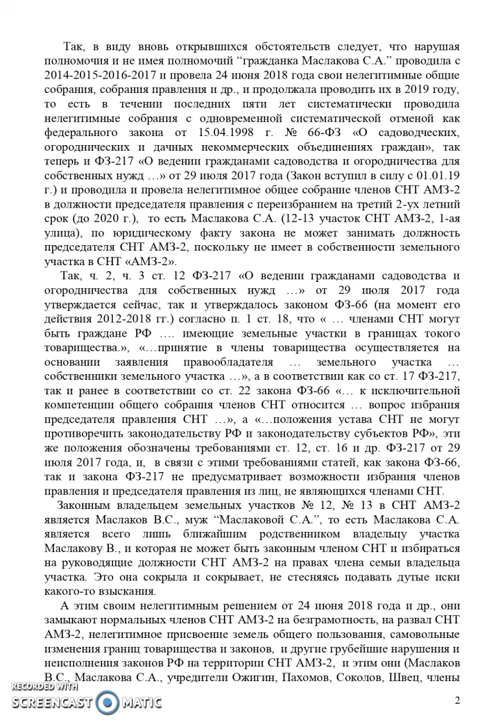 Так, в виду вновь открывшихся обстоятельств следует, что нарушая
полномочия и не имея полномочий “гражданка Маслакова С.А.” проводила с
2014-2015-2016-2017 и провела 24 июня 2018 года свои нелегитимные общие
собрания, собрания правления и др., и продолжала проводить их в 2019 году,
то есть в течении последних пяти лет систематически проводила
нелегитимные собрания с одновременной систематической отменой как
федерального закона от 15.04.1998 г. № 66-ФЗ «О садоводческих,
огороднических и дачных некоммерческих объединениях граждан», так
теперь и ФЗ-217 «О ведении гражданами садоводства и огородничества для
собственных нужд …» от 29 июля 2017 года (Закон вступил в силу с 01.01.19
г.) и проводила и провела нелегитимное общее собрание членов СНТ АМЗ-2
в должности председателя правления с переизбранием на третий 2-ух летний
срок (до 2020 г.), то есть Маслакова С.А. (12-13 участок СНТ АМЗ-2, 1-ая
улица), по юридическому факту закона не может занимать должность
председателя СНТ АМЗ-2, поскольку не имеет в собственности земельного
участка в СНТ «АМЗ-2».
Так, ч. 2, ч. 3 ст. 12 ФЗ-217 «О ведении гражданами садоводства и
огородничества для собственных нужд …» от 29 июля 2017 года
утверждается сейчас, так и утверждалось законом ФЗ-66 (на момент его
действия 2012-2018 гг.) согласно п. 1 ст. 18, что « … членами СНТ могут
быть граждане РФ …. имеющие земельные участки в границах токого
товарищества.», «…принятие в члены товарищества осуществляется на
основании заявления правообладателя … земельного участка …
собственники земельного участка …», а в соответствии как со ст. 17 ФЗ-217,
так и ранее в соответствии со ст. 22 закона ФЗ-66 «… к исключительной
компетенции общего собрания членов СНТ относится … вопрос избрания
председателя правления СНТ …», а «…положения устава СНТ не могут
противоречить законодательству РФ и законодательству субъектов РФ», эти
же положения обозначены требованиями ст. 12, ст. 16 и др. ФЗ-217 от 29
июля 2017 года, и, в связи с этими требованиями статей, как закона ФЗ-66,
так и закона ФЗ-217 не предусматривает возможности избрания членов
правления и председателя правления из лиц, не являющихся членами СНТ.
Законным владельцем земельных участков № 12, № 13 в СНТ АМЗ-2
является Маслаков В.С., муж “Маслаковой С.А.”, то есть Маслакова С.А.
является всего лишь ближайшим родственником владельцу участка
Маслакову В., и которая не может быть законным членом СНТ и избираться
на руководящие должности СНТ АМЗ-2 на правах члена семьи владельца
участка. Это она сокрыла и сокрывает, не стесняясь подавать дутые иски
какого-то взыскания.
А этим своим нелегитимным решением от 24 июня 2018 года и др., они
замыкают нормальных членов СНТ АМЗ-2 на безграмотность, на развал СНТ
АМЗ-2, нелегитимное присвоение земель общего пользования, самовольные
изменения границ товарищества и законов, и другие грубейшие нарушения и
неисполнения законов РФ на территории СНТ АМЗ-2, и этим они (Маслаков
В.С., Маслакова С.А., учредители Ожигин, Пахомов, Соколов, Швец, члены
2
RECORDED WITH
SCREENCAST MATIC